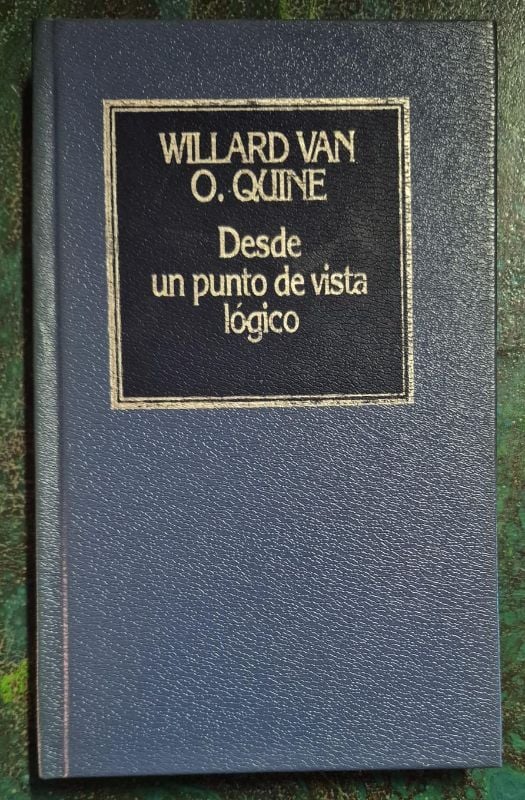 WILLARD VAN
O. QUINE
Desde
un punto de vista
lógico